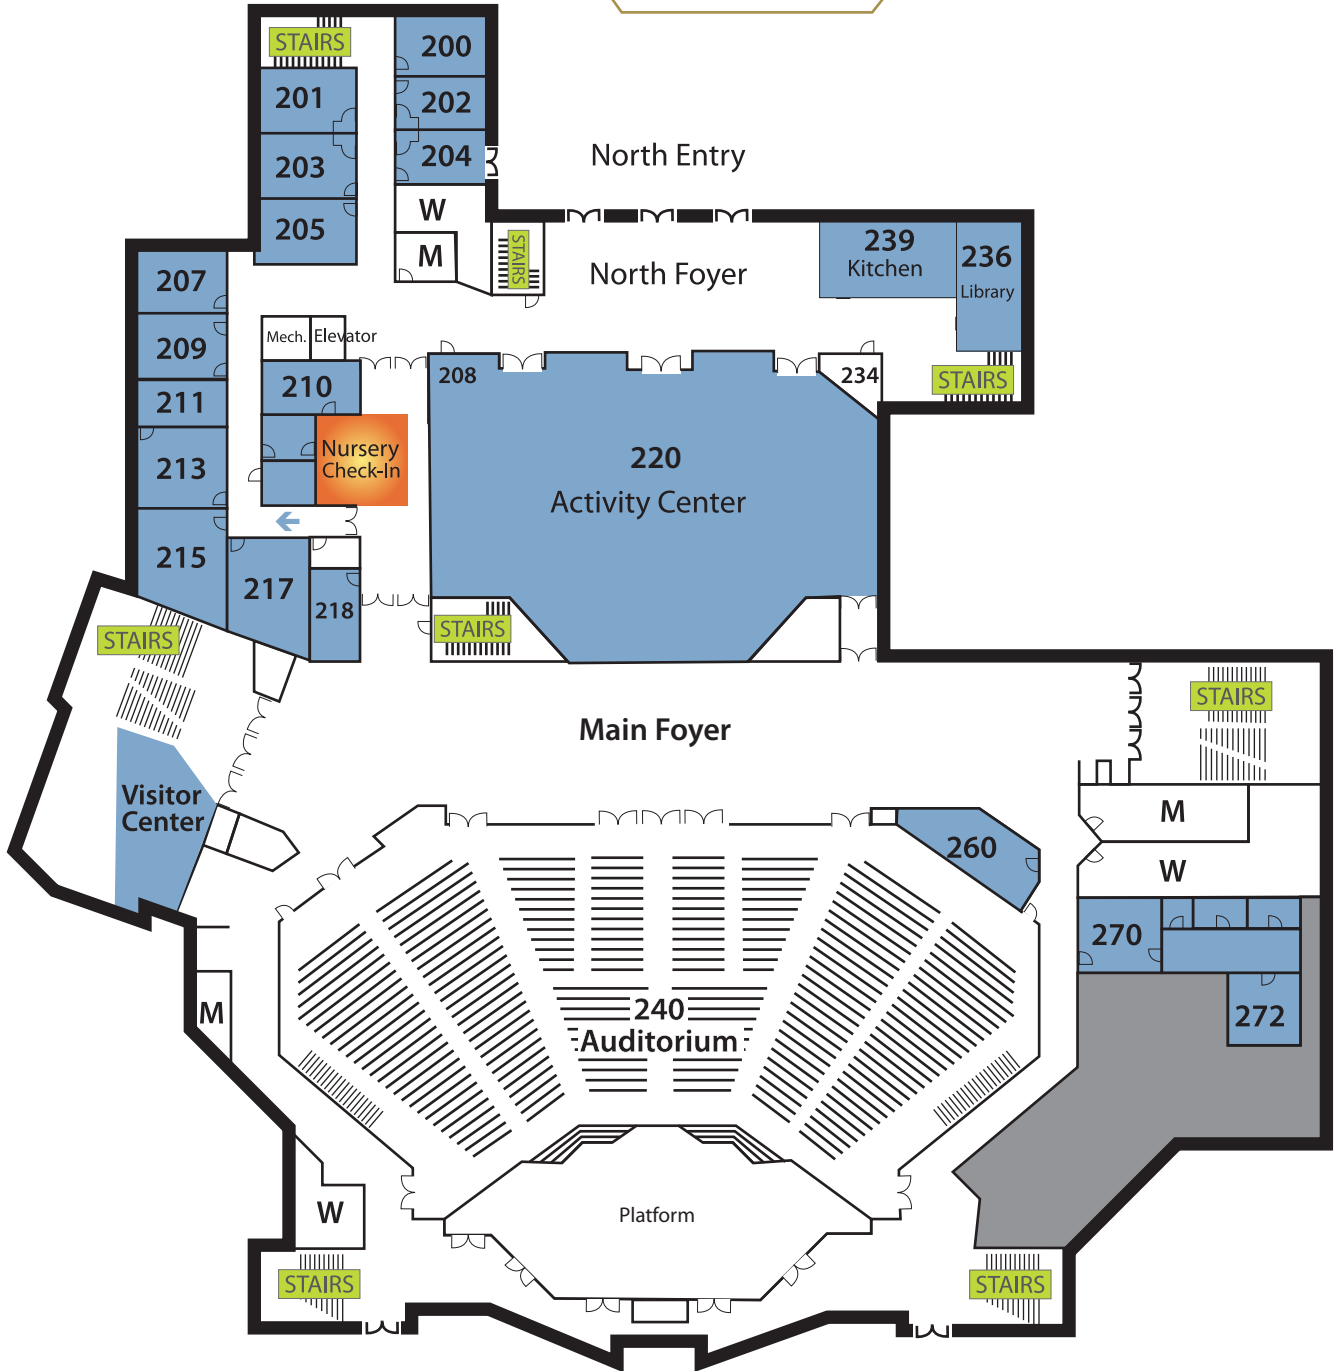 STAIRS
200
201
202
203
204
North Entry
205
W
M
STAIRS
North Foyer
239
Kitchen
236
Library
207
Mech.
Elevator
209
208
234
STAIRS
210
211
Nursery
Check-In
213
220
Activity Center
215
217
218
STAIRS
STAIRS
STAIRS
Main Foyer
Visitor
Center
M
260
W
270
240
Auditorium
M
272
W
Platform
STAIRS
STAIRS